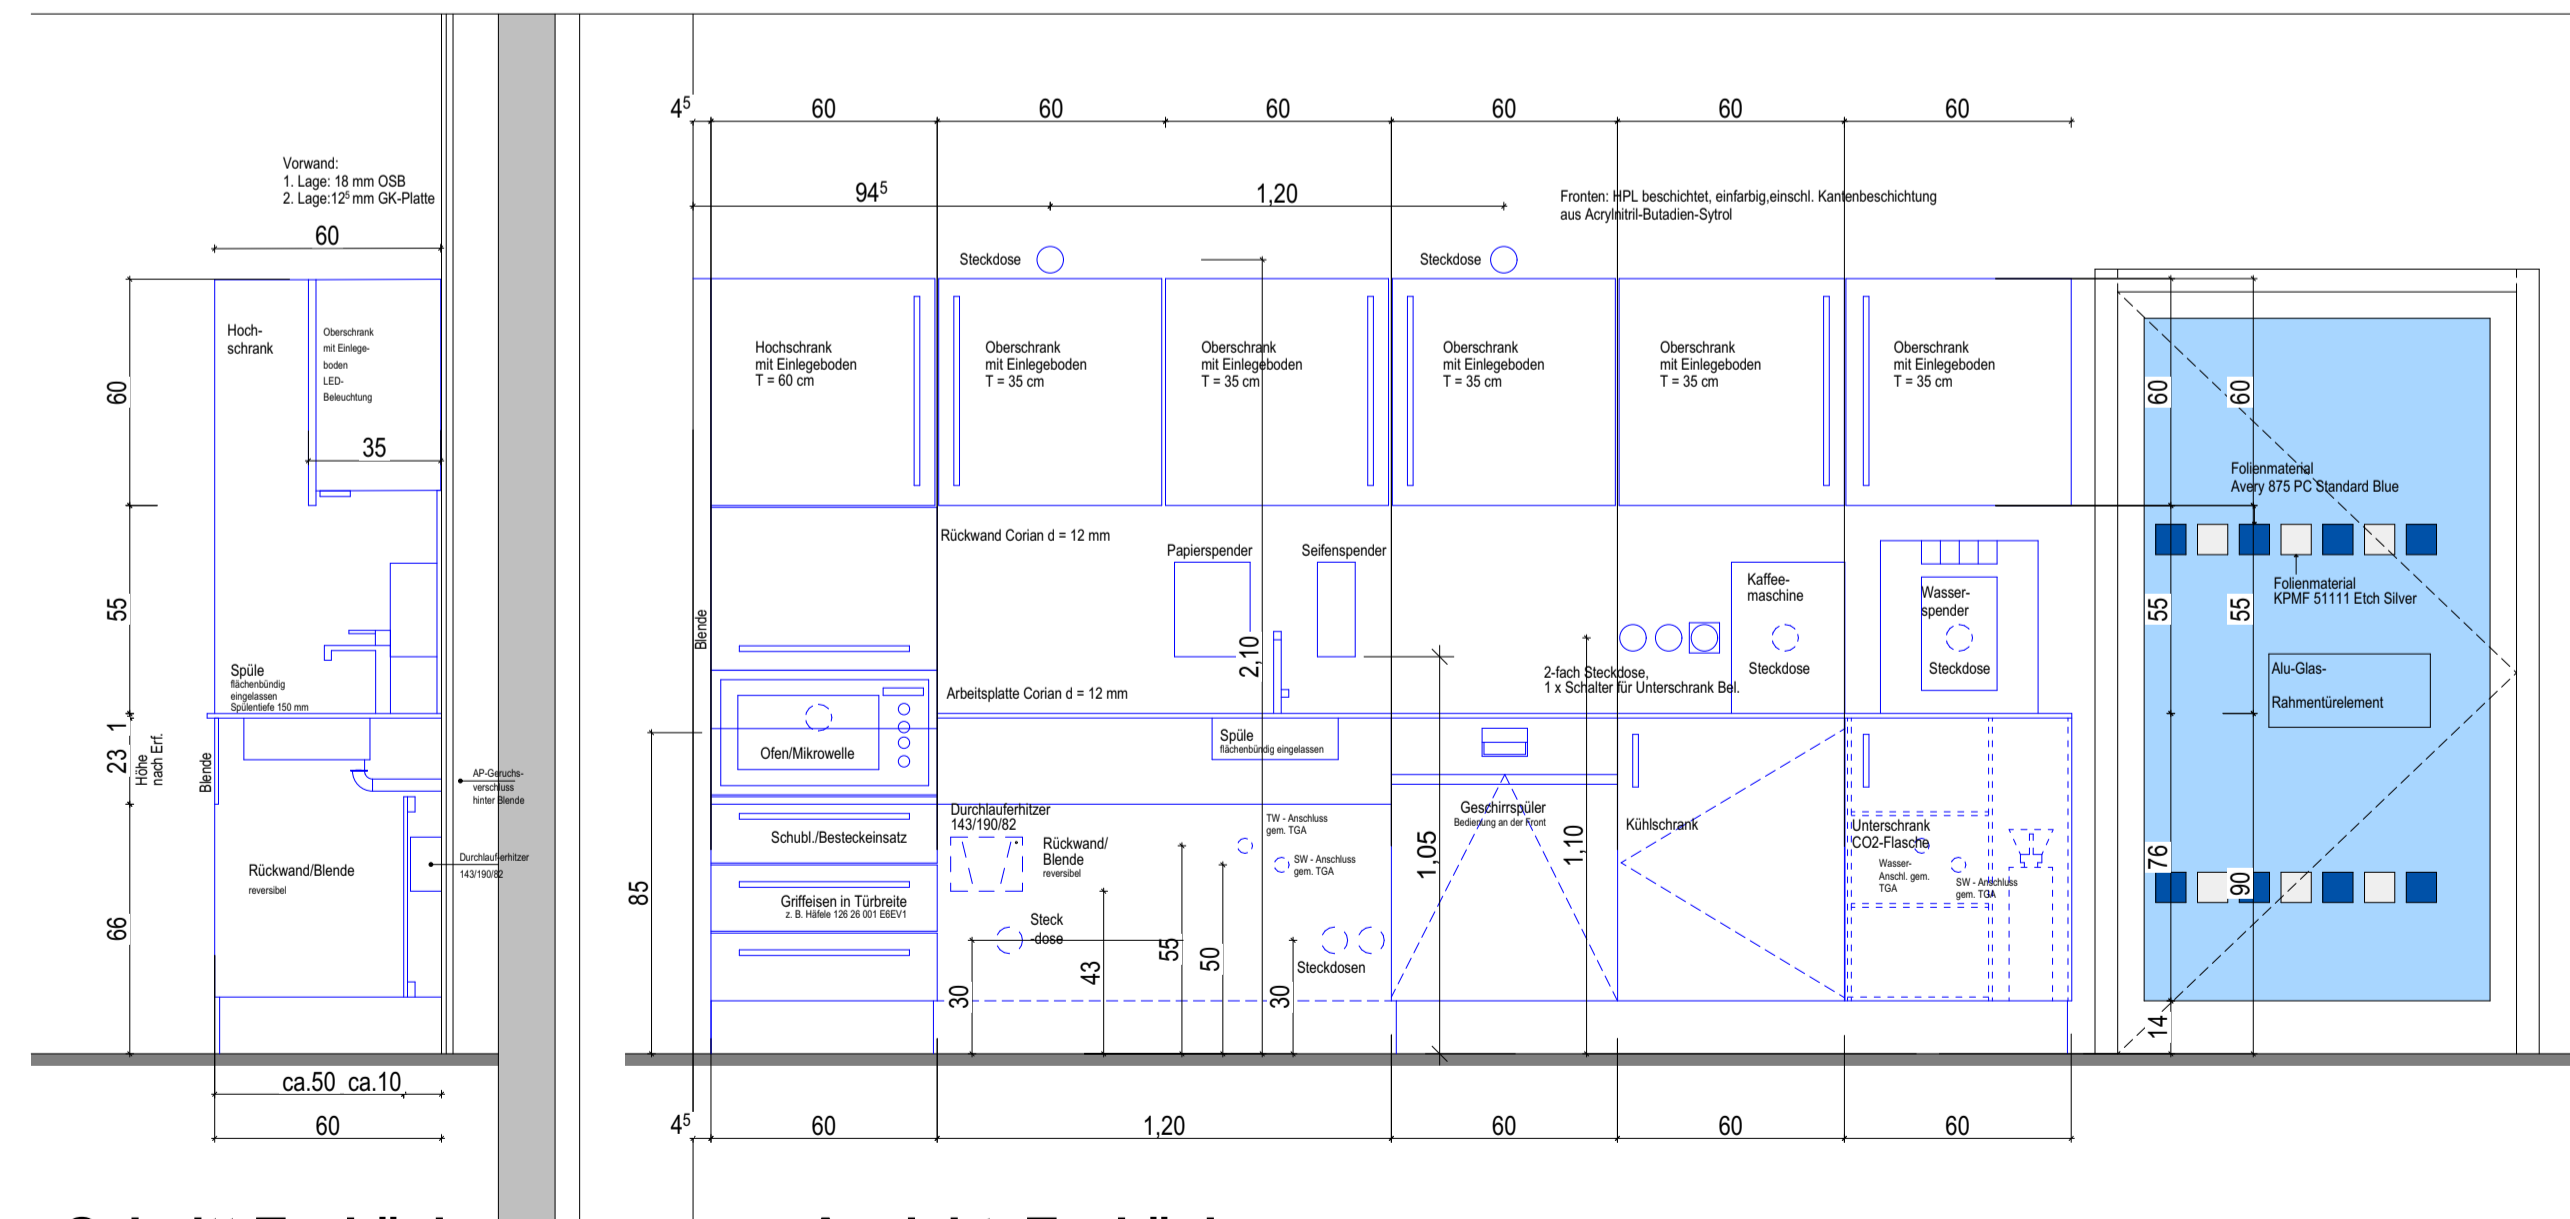 4⁵
60
60
60
60
60
60
Vorwand:
1. Lage: 18 mm OSB
2. Lage:12⁵ mm GK-Platte
94⁵
1,20
Fronten: HPL beschichtet, einfarbig,einschl. Kantenbeschichtung
aus Acrylnitril-Butadien-Sytrol
60
Steckdose
Steckdose
Hoch-
schrank
Oberschrank
mit Einlege-
boden
LED-
Beleuchtung
35
60
55
1
23
Höhe
nach Erf.
66
Spüle
flächenbündig
eingelassen
Spülentiefe 150 mm
Blende
AP-Geruchs-
verschluss
hinter Blende
Durchlauf-erhitzer
143/190/82
Rückwand/Blende
reversibel
ca.50
ca.10
60
Hochschrank
mit Einlegeboden
T = 60 cm
Oberschrank
mit Einlegeboden
T = 35 cm
Oberschrank
mit Einlegeboden
T = 35 cm
Oberschrank
mit Einlegeboden
T = 35 cm
Oberschrank
mit Einlegeboden
T = 35 cm
Oberschrank
mit Einlegeboden
T = 35 cm
Blende
Rückwand Corian d = 12 mm
Papierspender
Seifenspender
Kaffee-
maschine
Steckdose
Wasser-
spender
Steckdose
2,10
2-fach Steckdose,
1 x Schalter für Unterschrank Bel.
Arbeitsplatte Corian d = 12 mm
Ofen/Mikrowelle
Spüle
flächenbündig eingelassen
Schubl./Besteckeinsatz
Griffeisen in Türbreite
z. B. Häfele 126 26 001 E6EV1
Durchlauferhitzer
143/190/82
Rückwand/
Blende
reversibel
Steck
-dose
TW - Anschluss
gem. TGA
SW - Anschluss
gem. TGA
Steckdosen
Geschirrspüler
Bedienung an der Front
Kühlschrank
Unterschrank
CO2-Flasche
Wasser-
Anschl. gem.
TGA
SW - Anschluss
gem. TGA
85
30
43
55
50
30
1,05
1,10
60
60
Folienmaterial
Avery 875 PC Standard Blue
Folienmaterial
KPMF 51111 Etch Silver
55
55
Alu-Glas-
Rahmentürelement
76
90
14
4⁵
60
1,20
60
60
60